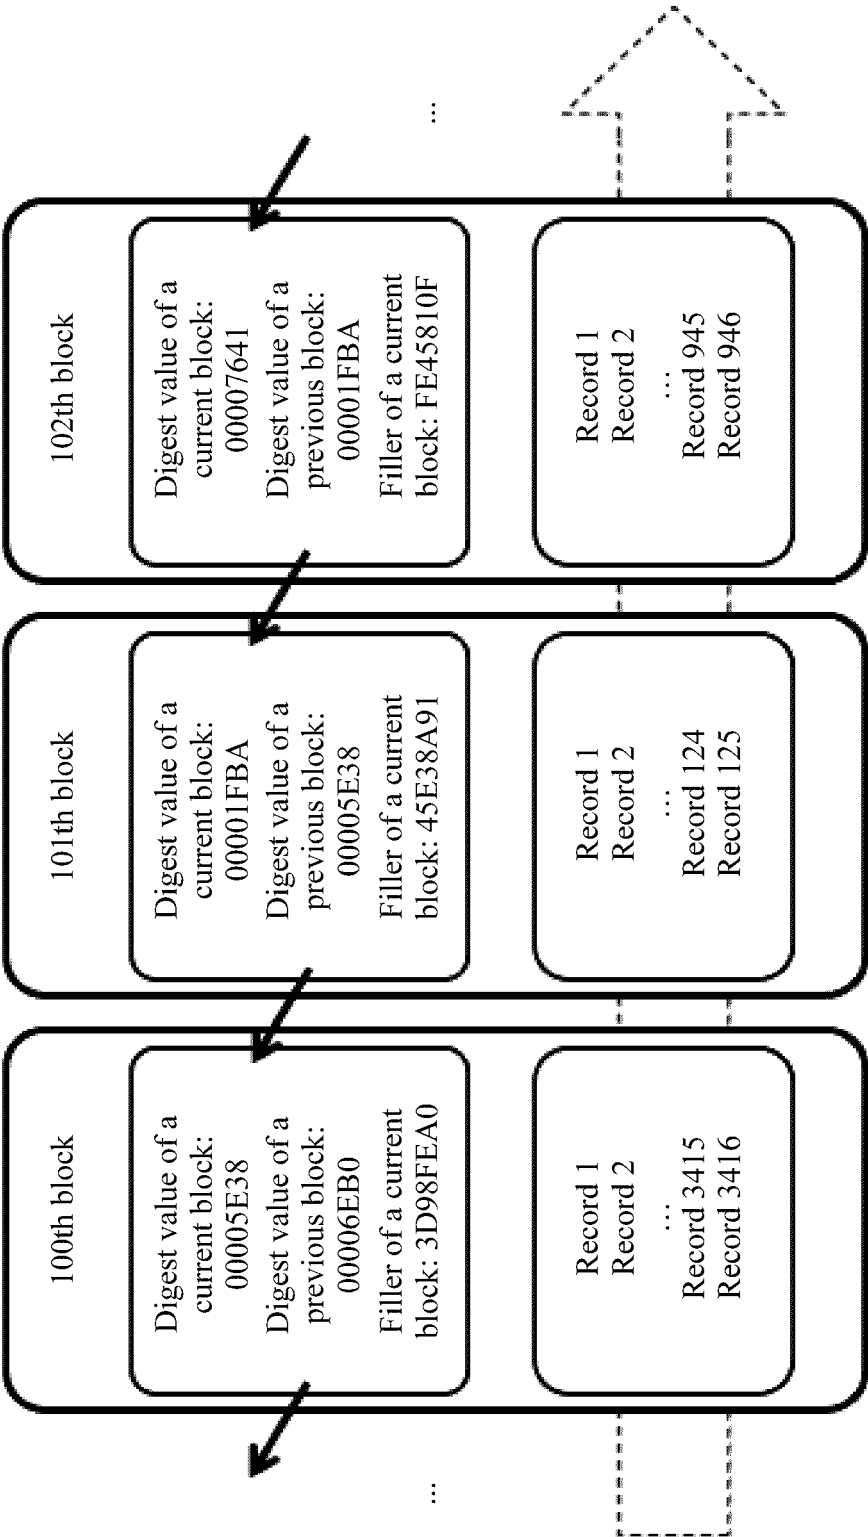 ...
100th block
Digest value of a
current block:
00005E38
Digest value of a
previous block:
00006EB0
Filler of a current
block: 3D98FEA0
Record 1
Record 2
...
Record 3415
Record 3416
101th block
Digest value of a
current block:
00001FBA
Digest value of a
previous block:
00005E38
Filler of a current
block: 45E38A91
Record 1
Record 2
...
Record 124
Record 125
102th block
Digest value of a
current block:
00007641
Digest value of a
previous block:
00001FBA
Filler of a current
block: FE45810F
Record 1
Record 2
...
Record 945
Record 946
...